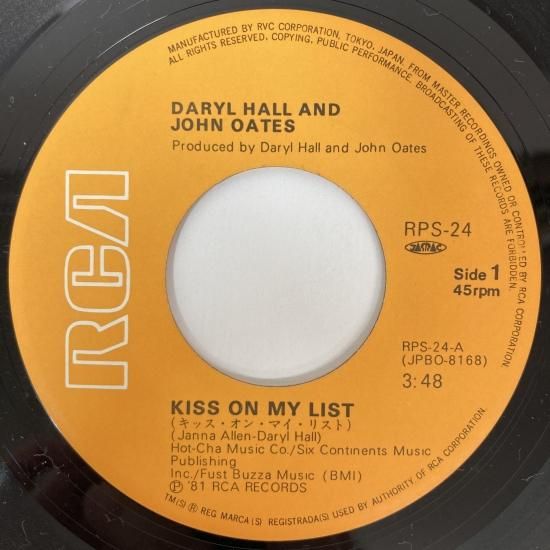 MANUFACTURED BY RVC CORPORATION, TOKYO, JAPAN. FROM MASTER RECORDINGS OWNED OR CONTROLLED BY RCA CORPORATION.
ALL RIGHTS RESERVED. COPYING, PUBLIC PERFORMANCE, BROADCASTING OF THESE RECORDS ARE FORBIDDEN.
DARYL HALL AND
JOHN OATES
Produced by Daryl Hall and John Oates
RCA
RPS-24
JASRAC
Side 1
45rpm
RPS-24-A
(JPBO-8168)
3:48
KISS ON MY LIST
(キッス・オン・マイ・リスト)
(Janna Allen-Daryl Hall)
Hot-Cha Music Co./Six Continents Music
Publishing
Inc./Fust Buzza Music (BMI)
Ⓟ '81 RCA RECORDS
TM(S) ® REG. MARCA(S) REGISTRADA(S) USED BY AUTHORITY OF RCA CORPORATION